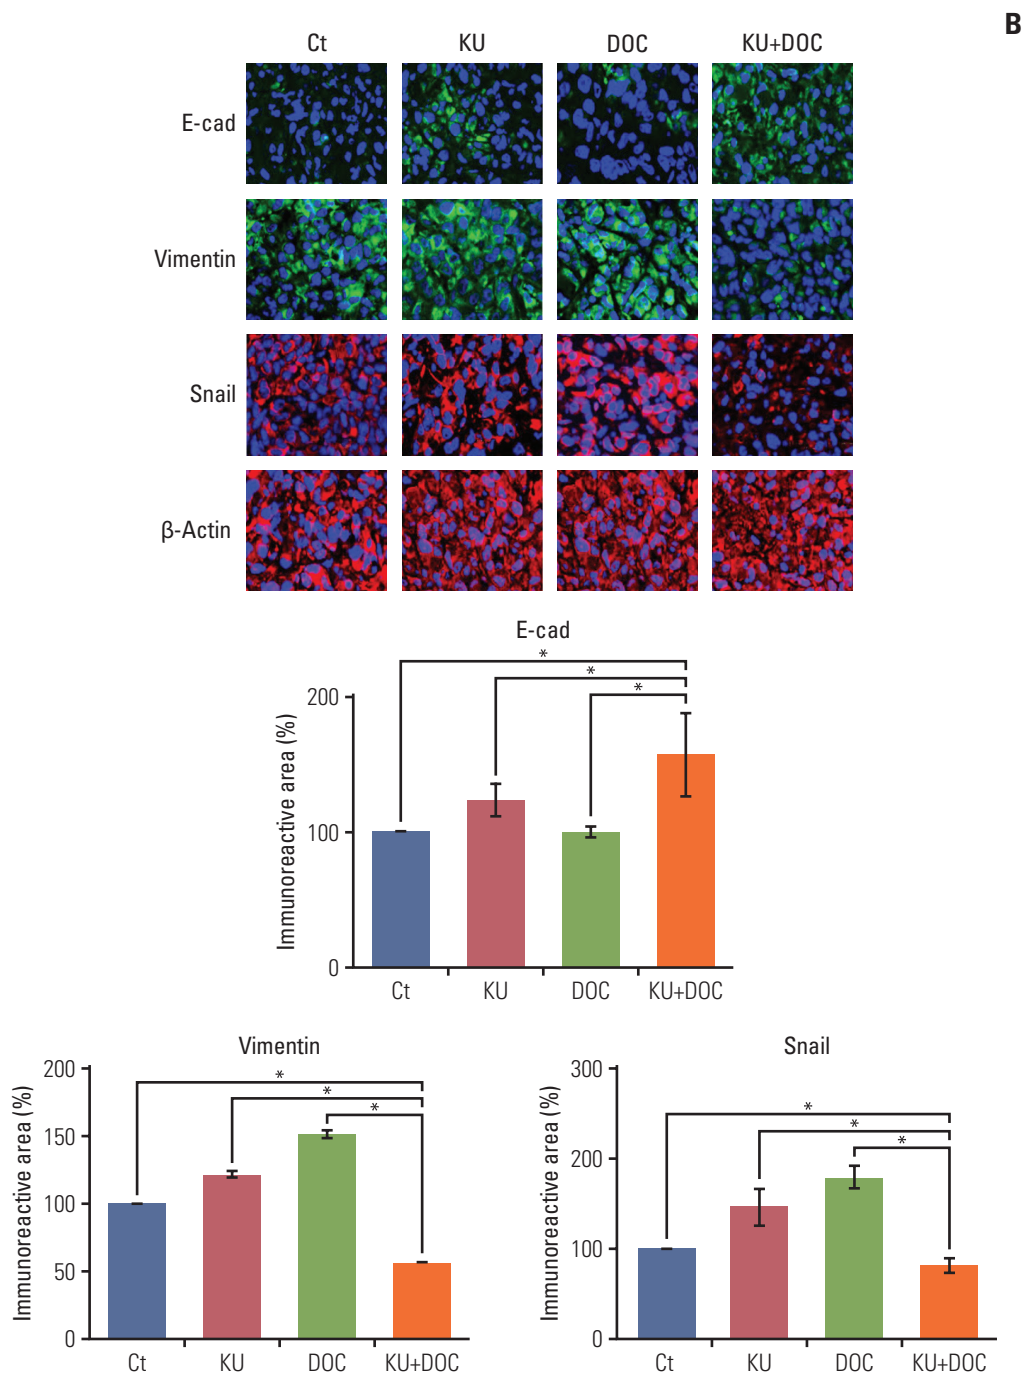 B
Ct KU DOC KU+DOC
E-cad
Vimentin
Snail
β-Actin
E-cad
Immunoreactive area (%)
200
100
0
* * *
Ct KU DOC KU+DOC
Vimentin
Immunoreactive area (%)
200
150
100
50
0
* * *
Ct KU DOC KU+DOC
Snail
Immunoreactive area (%)
300
200
100
0
* * *
Ct KU DOC KU+DOC